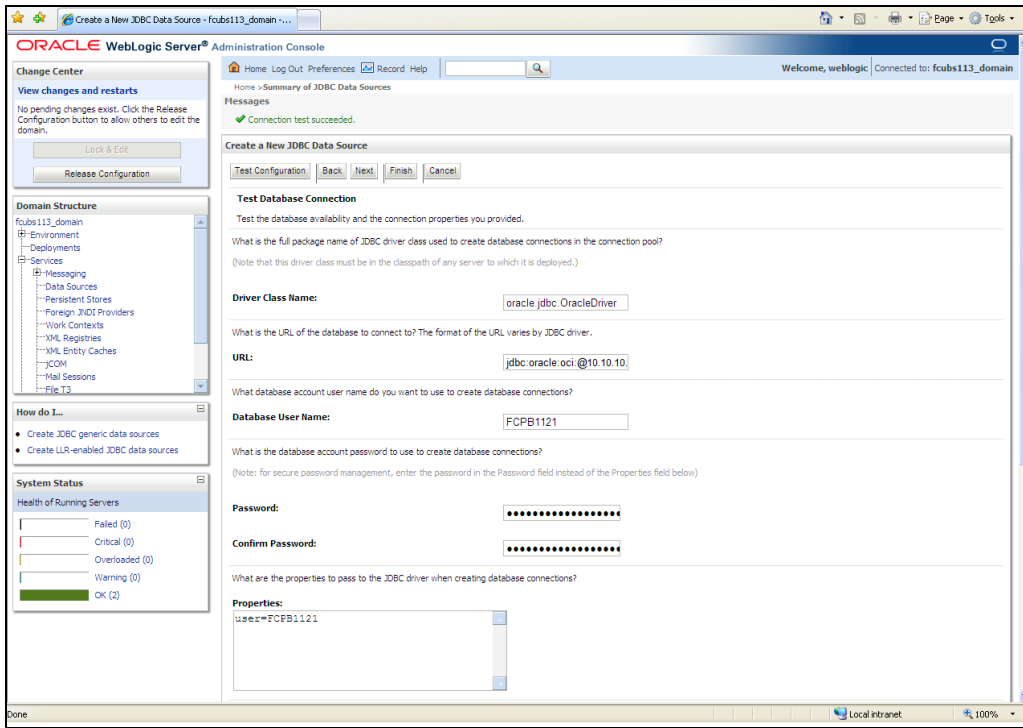 Create a New JDBC Data Source - fcubs113_domain -...
Page
Tools
ORACLE WebLogic Server® Administration Console
Change Center
View changes and restarts
No pending changes exist. Click the Release
Configuration button to allow others to edit the
domain.
Lock & Edit
Release Configuration
Domain Structure
fcubs113_domain
Environment
Deployments
Services
Messaging
Data Sources
Persistent Stores
Foreign JNDI Providers
Work Contexts
XML Registries
XML Entity Caches
jCOM
Mail Sessions
File T3
How do I...
Create JDBC generic data sources
Create LLR-enabled JDBC data sources
System Status
Health of Running Servers
Failed (0)
Critical (0)
Overloaded (0)
Warning (0)
OK (2)
Home Log Out Preferences Record Help
Welcome, weblogic Connected to: fcubs113_domain
Home >Summary of JDBC Data Sources
Messages
Connection test succeeded.
Create a New JDBC Data Source
Test Configuration Back Next Finish Cancel
Test Database Connection
Test the database availability and the connection properties you provided.
What is the full package name of JDBC driver class used to create database connections in the connection pool?
(Note that this driver class must be in the classpath of any server to which it is deployed.)
Driver Class Name: oracle.jdbc.OracleDriver
What is the URL of the database to connect to? The format of the URL varies by JDBC driver.
URL: jdbc:oracle:oci:@10.10.10.
What database account user name do you want to use to create database connections?
Database User Name: FCPB1121
What is the database account password to use to create database connections?
(Note: for secure password management, enter the password in the Password field instead of the Properties field below)
Password:
Confirm Password:
What are the properties to pass to the JDBC driver when creating database connections?
Properties:
user=FCPB1121
Done
Local intranet
100%